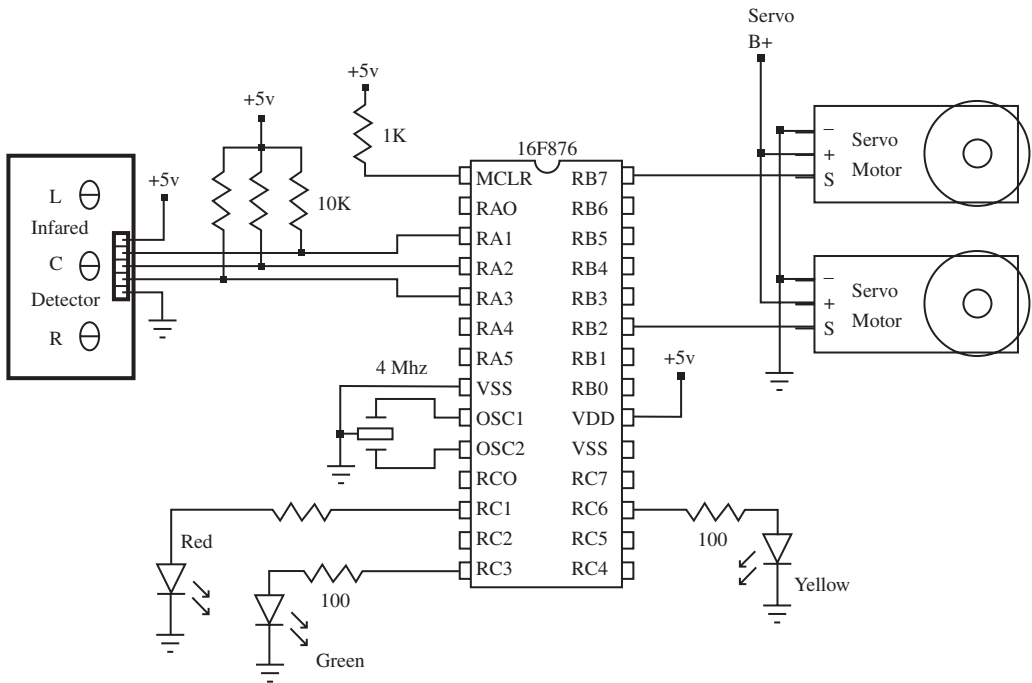 Servo
B+
+5v
+5v
1K
16F876
+5v
10K
L
Infared
C
Detector
R
MCLR
RAO
RA1
RA2
RA3
RA4
RA5
VSS
OSC1
OSC2
RCO
RC1
RC2
RC3
RB7
RB6
RB5
RB4
RB3
RB2
RB1
RB0
VDD
VSS
RC7
RC6
RC5
RC4
−
+
S
Servo
Motor
−
+
S
Servo
Motor
+5v
4 Mhz
Red
100
Green
100
Yellow